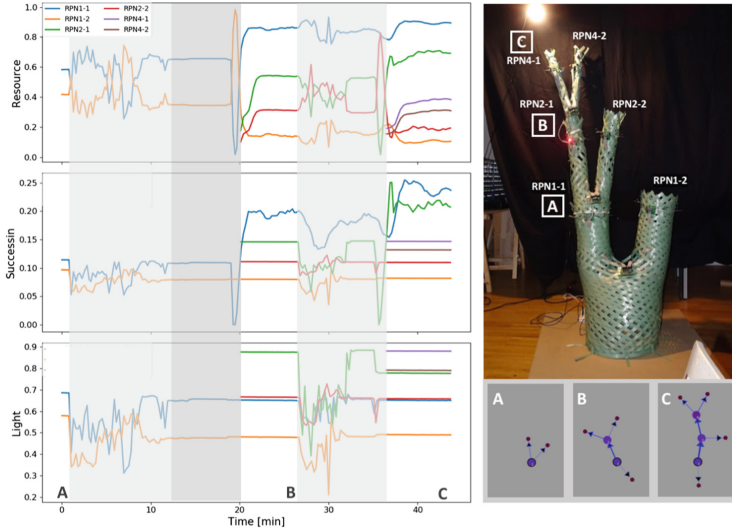 RPN1-1
RPN1-2
RPN2-1
RPN2-2
RPN4-1
RPN4-2
Resource
1.0
0.8
0.6
0.4
0.2
0.0
Successin
0.25
0.20
0.15
0.10
0.05
0.00
Light
0.9
0.8
0.7
0.6
0.5
0.4
0.3
0.2
A
B
C
0
10
20
30
40
Time [min]
C
RPN4-1
RPN4-2
RPN2-1
B
RPN2-2
RPN1-1
A
RPN1-2
A
B
C